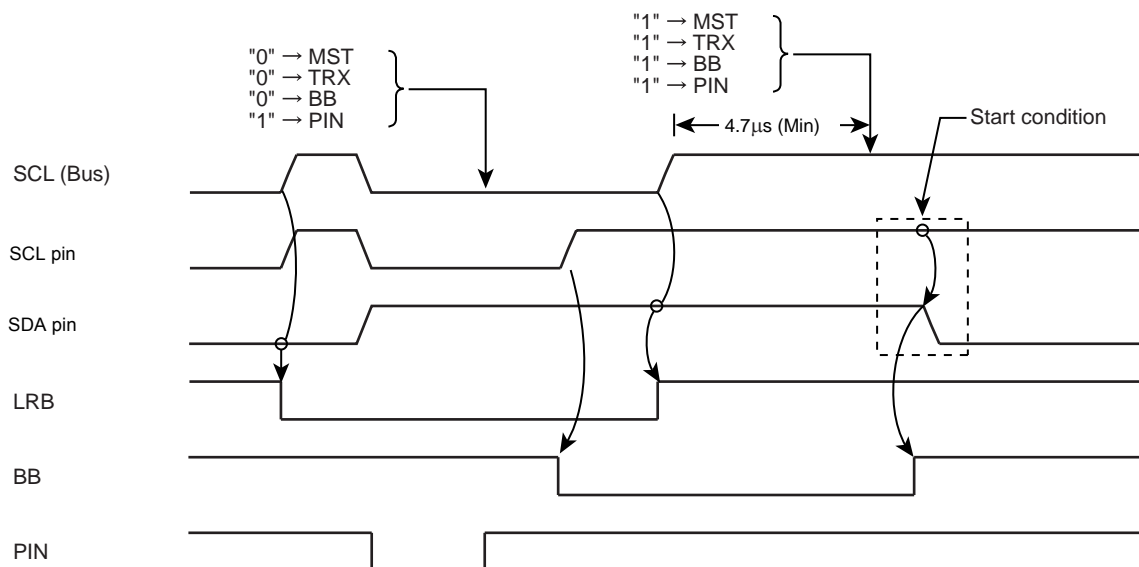 "0" → MST
"0" → TRX
"0" → BB
"1" → PIN
"1" → MST
"1" → TRX
"1" → BB
"1" → PIN
4.7μs (Min)
Start condition
SCL (Bus)
SCL pin
SDA pin
LRB
BB
PIN